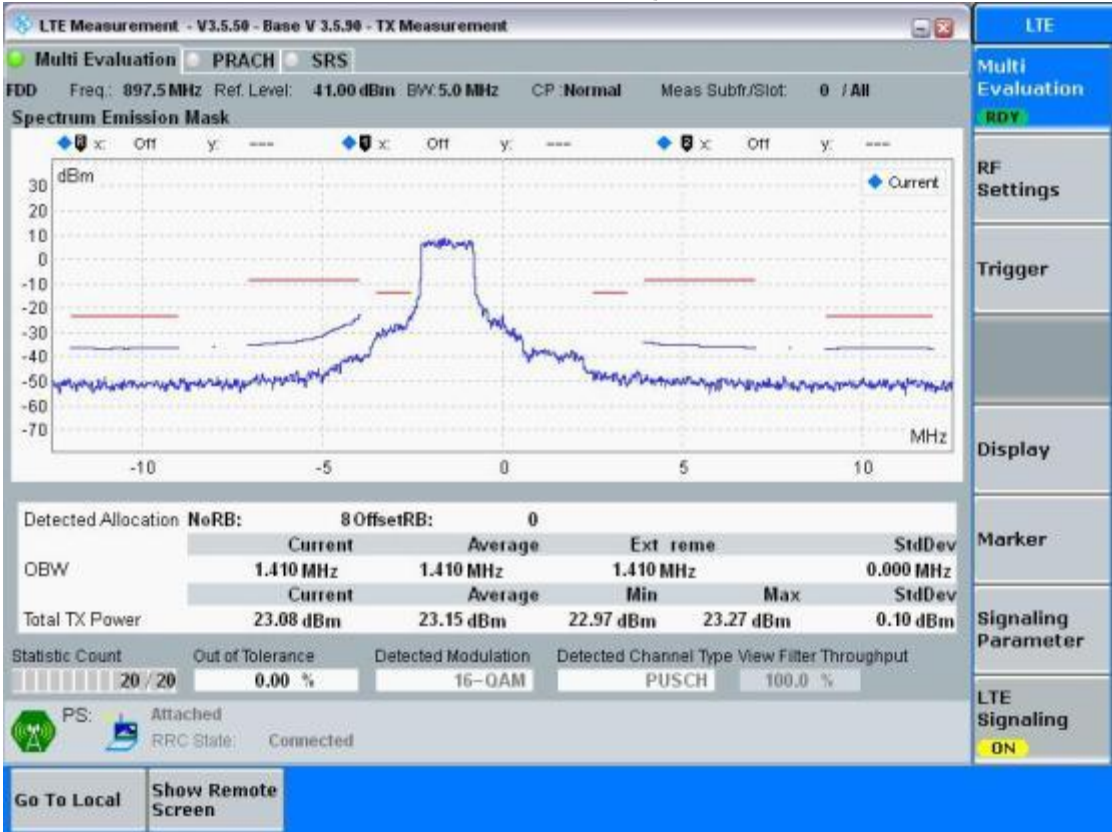 LTE Measurement - V3.5.50 - Base V 3.5.90 - TX Measurement
LTE
Multi Evaluation PRACH SRS
Multi
Evaluation
RDY
FDD Freq.: 897.5 MHz Ref. Level: 41.00 dBm BW: 5.0 MHz CP :Normal Meas Subfr./Slot: 0 / All
Spectrum Emission Mask
x: Off y: --- x: Off y: --- x: Off y: ---
dBm
Current
30
20
10
0
-10
-20
-30
-40
-50
-60
-70
MHz
-10 -5 0 5 10
RF
Settings
Trigger
Display
Marker
Signaling
Parameter
LTE
Signaling
ON
Detected Allocation NoRB: 8 OffsetRB: 0
Current Average Ext reme StdDev
OBW 1.410 MHz 1.410 MHz 1.410 MHz 0.000 MHz
Current Average Min Max StdDev
Total TX Power 23.08 dBm 23.15 dBm 22.97 dBm 23.27 dBm 0.10 dBm
Statistic Count Out of Tolerance Detected Modulation Detected Channel Type View Filter Throughput
20 / 20 0.00 % 16-QAM PUSCH 100.0 %
PS: Attached
RRC State: Connected
Go To Local
Show Remote
Screen